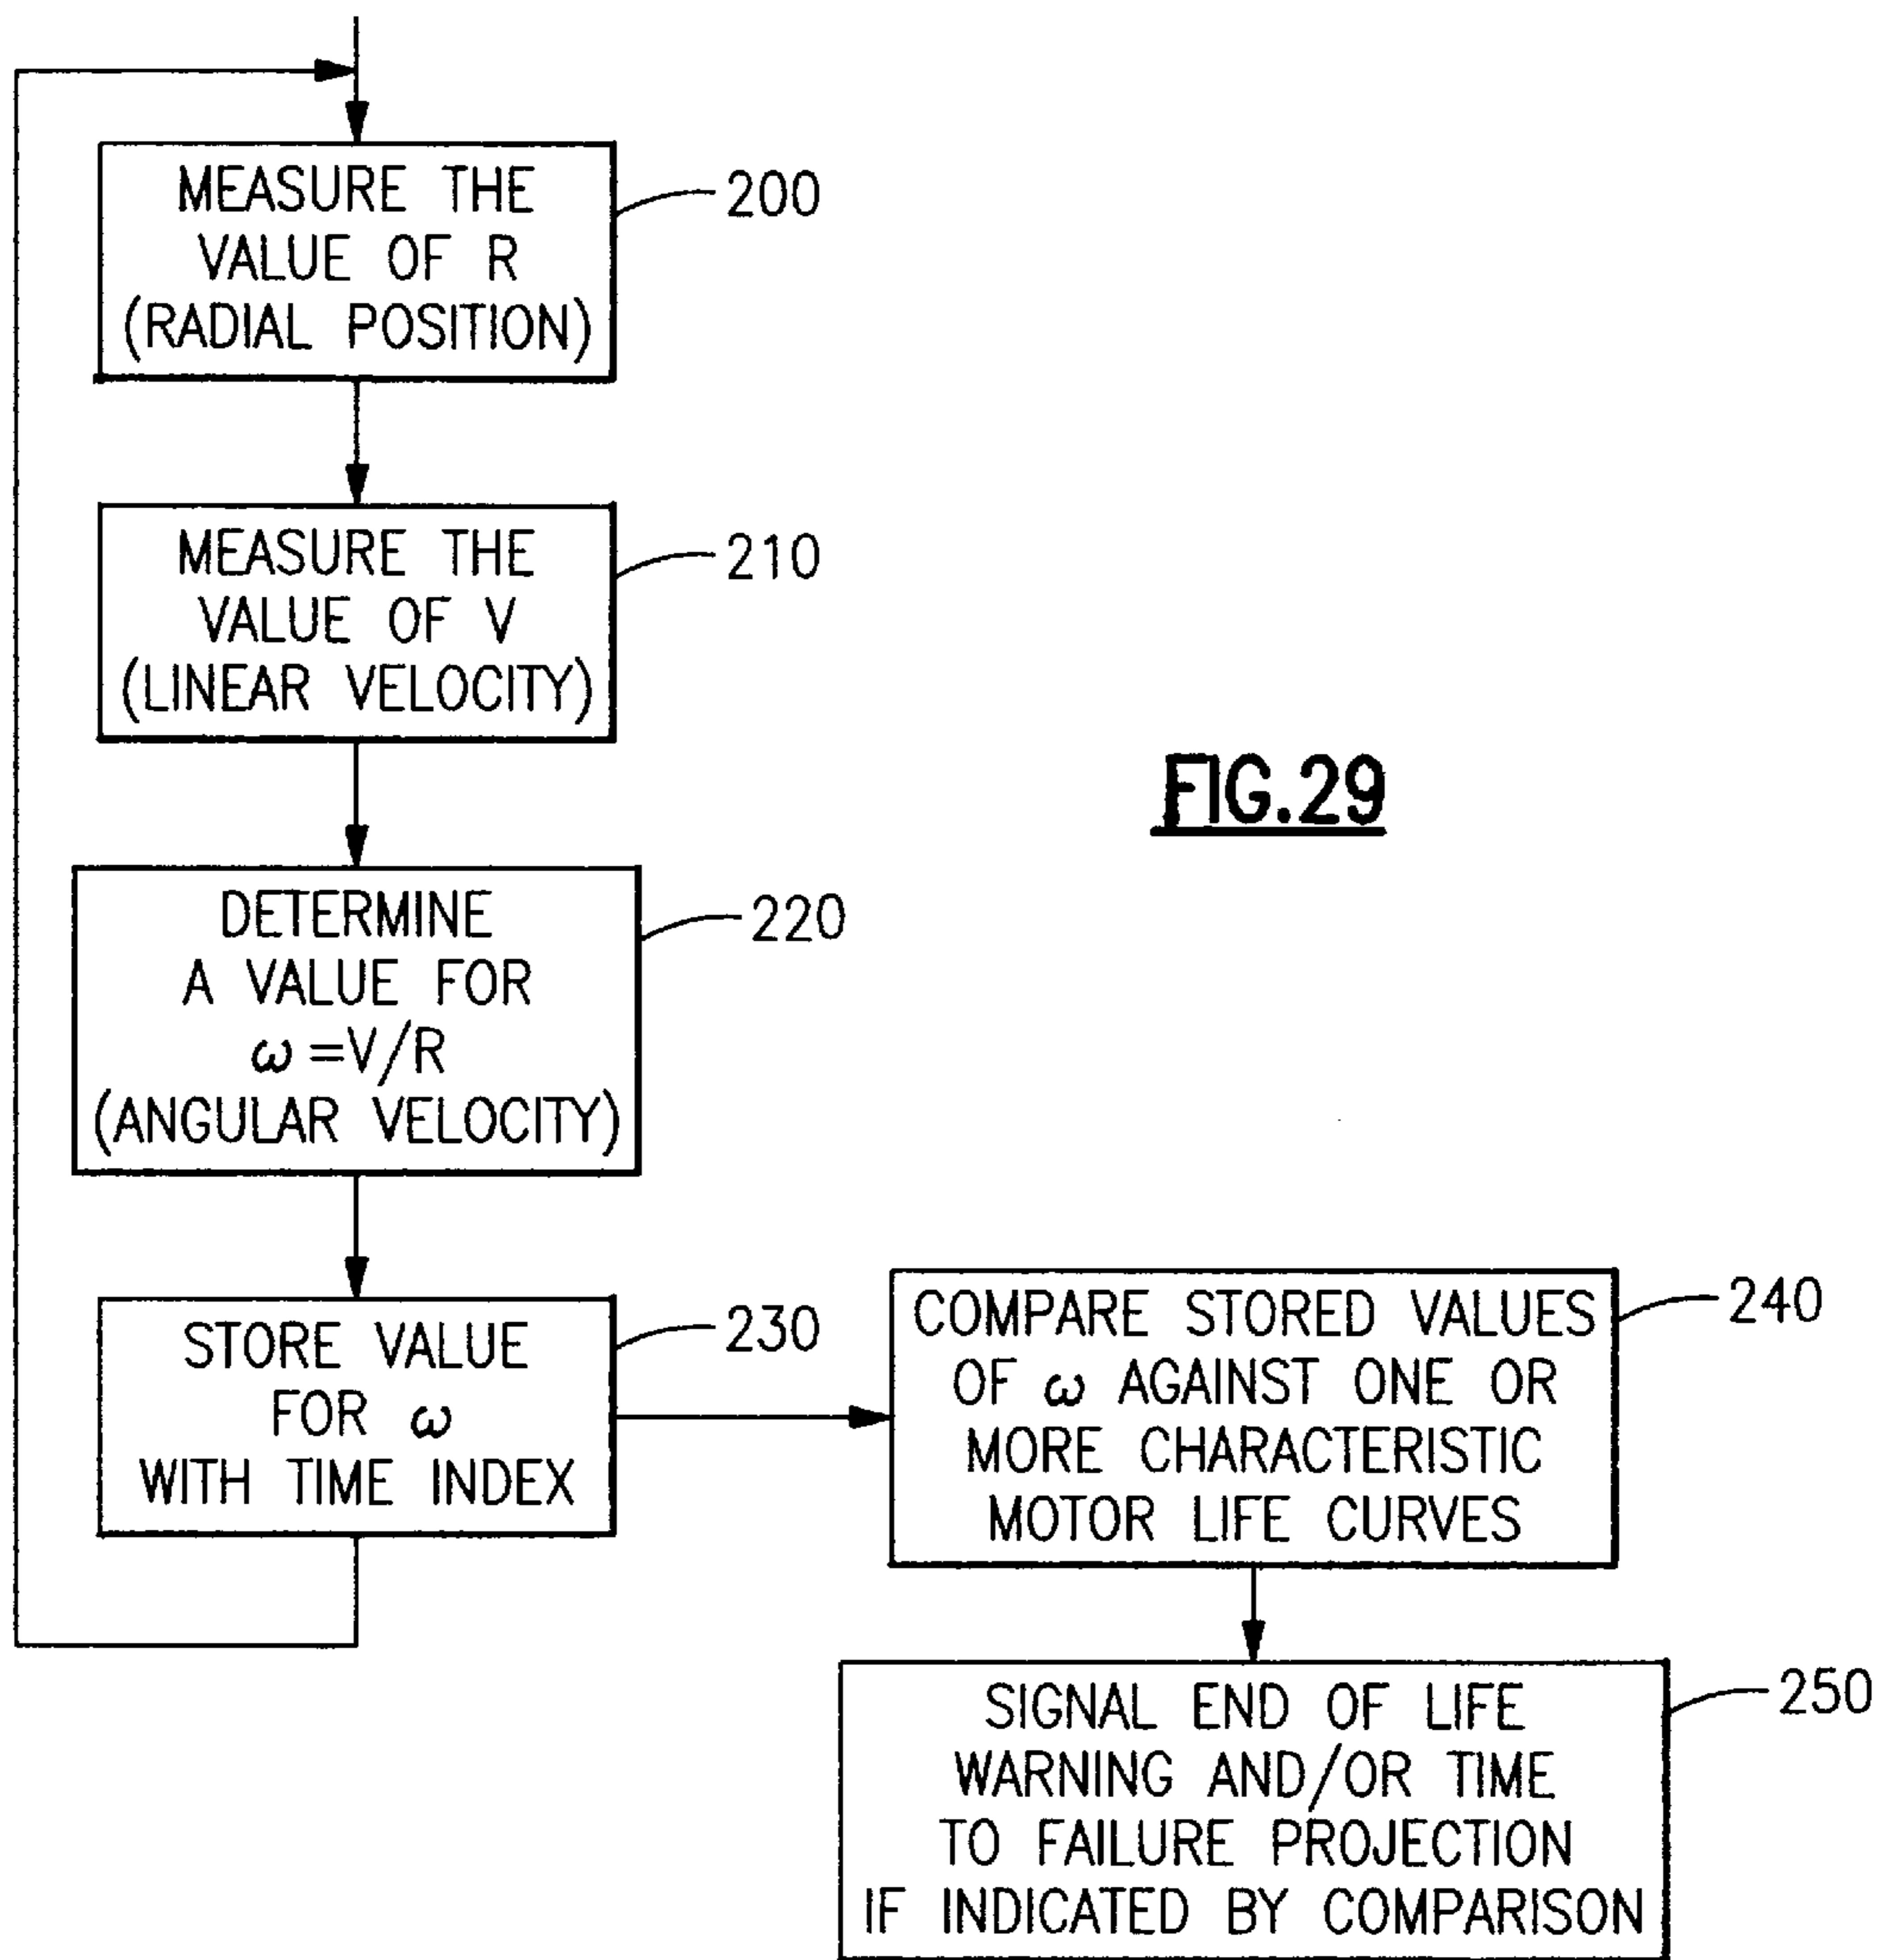 MEASURE THE
VALUE OF R
(RADIAL POSITION)
200
MEASURE THE
VALUE OF V
(LINEAR VELOCITY)
210
FIG.29
DETERMINE
A VALUE FOR
ω=V/R
(ANGULAR VELOCITY)
220
STORE VALUE
FOR ω
WITH TIME INDEX
230
COMPARE STORED VALUES
OF ω AGAINST ONE OR
MORE CHARACTERISTIC
MOTOR LIFE CURVES
240
SIGNAL END OF LIFE
WARNING AND/OR TIME
TO FAILURE PROJECTION
IF INDICATED BY COMPARISON
250